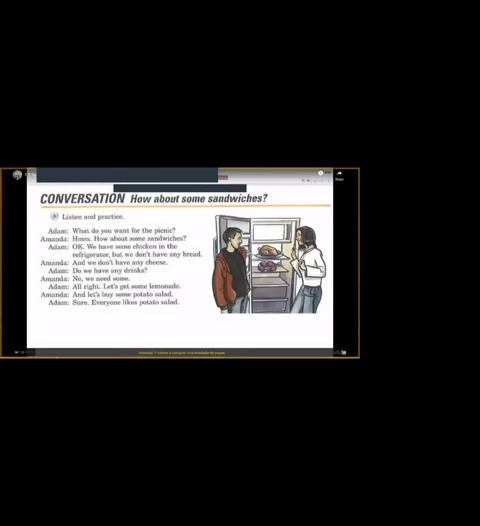 Share
CONVERSATION How about some sandwiches?
Listen and practice.
Adam: What do you want for the picnic?
Amanda: Hmm. How about some sandwiches?
Adam: OK. We have some chicken in the
refrigerator, but we don't have any bread.
Amanda: And we don't have any cheese.
Adam: Do we have any drinks?
Amanda: No, we need some.
Adam: All right. Let's get some lemonade.
Amanda: And let's buy some potato salad.
Adam: Sure. Everyone likes potato salad.